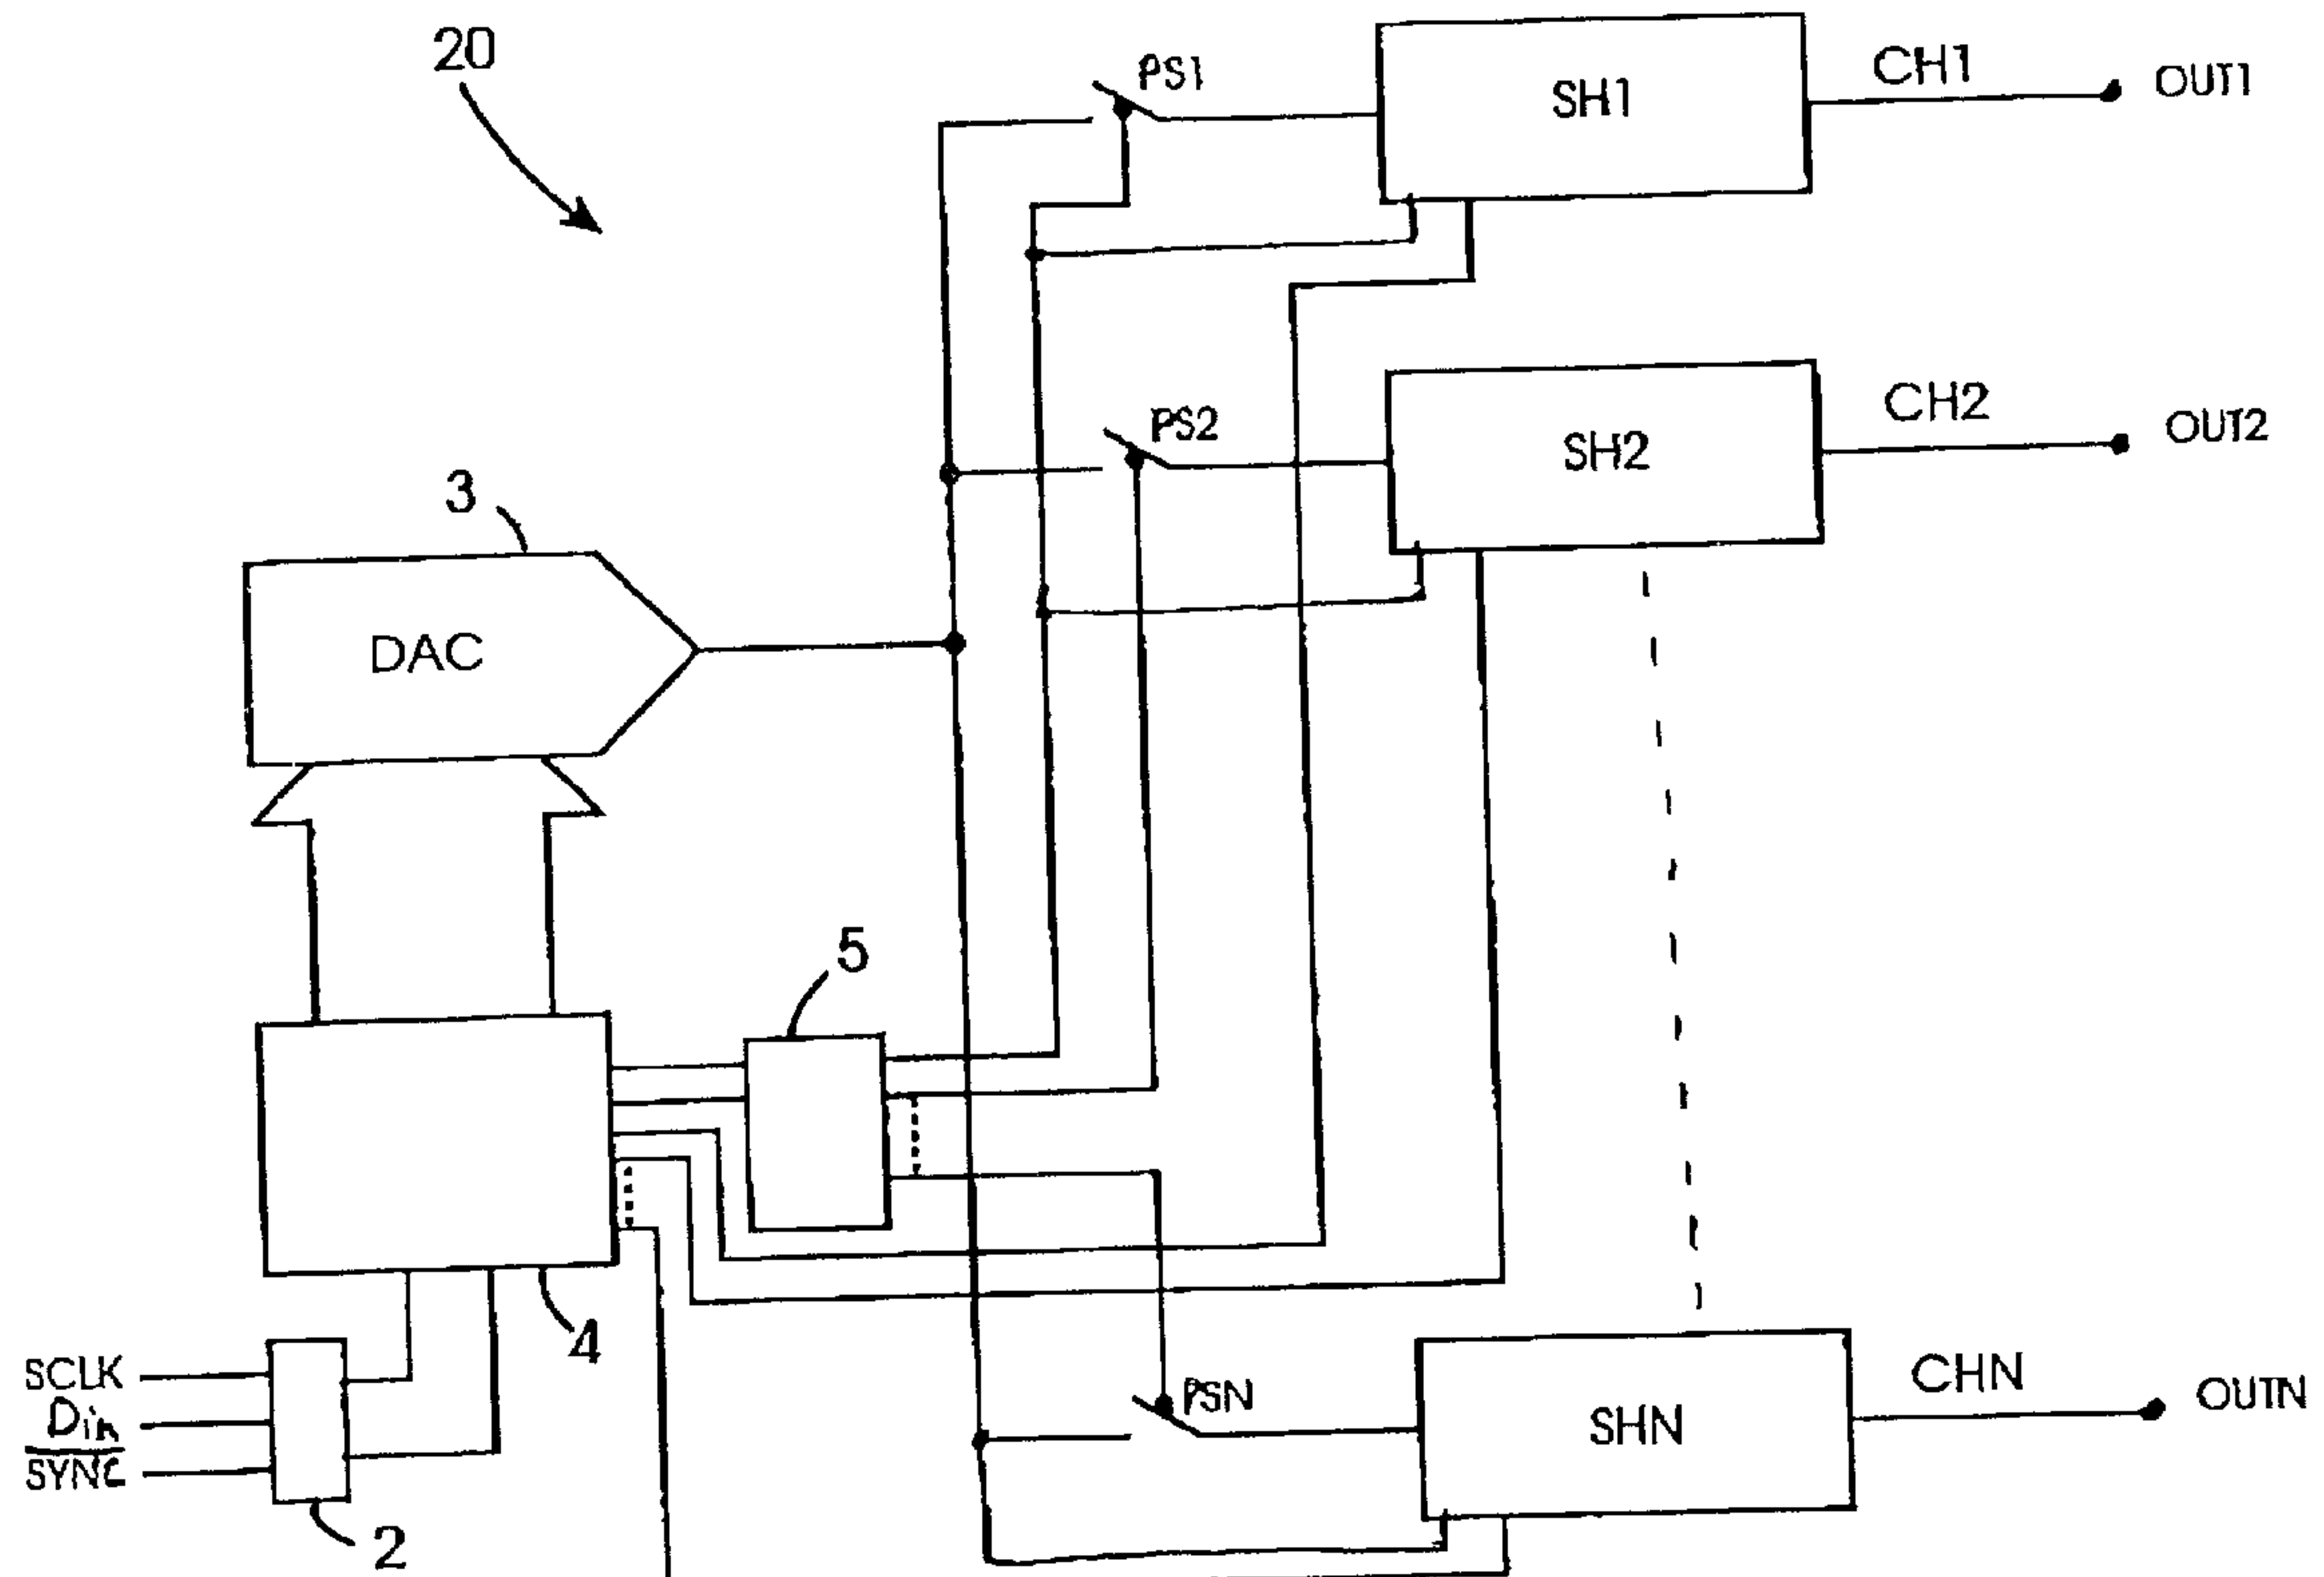 20
PS1
SH1
CH1
OUT1
PS2
SH2
CH2
OUT2
3
DAC
5
4
SCLK
Din
SYNC
2
PSN
SHN
CHN
OUTN